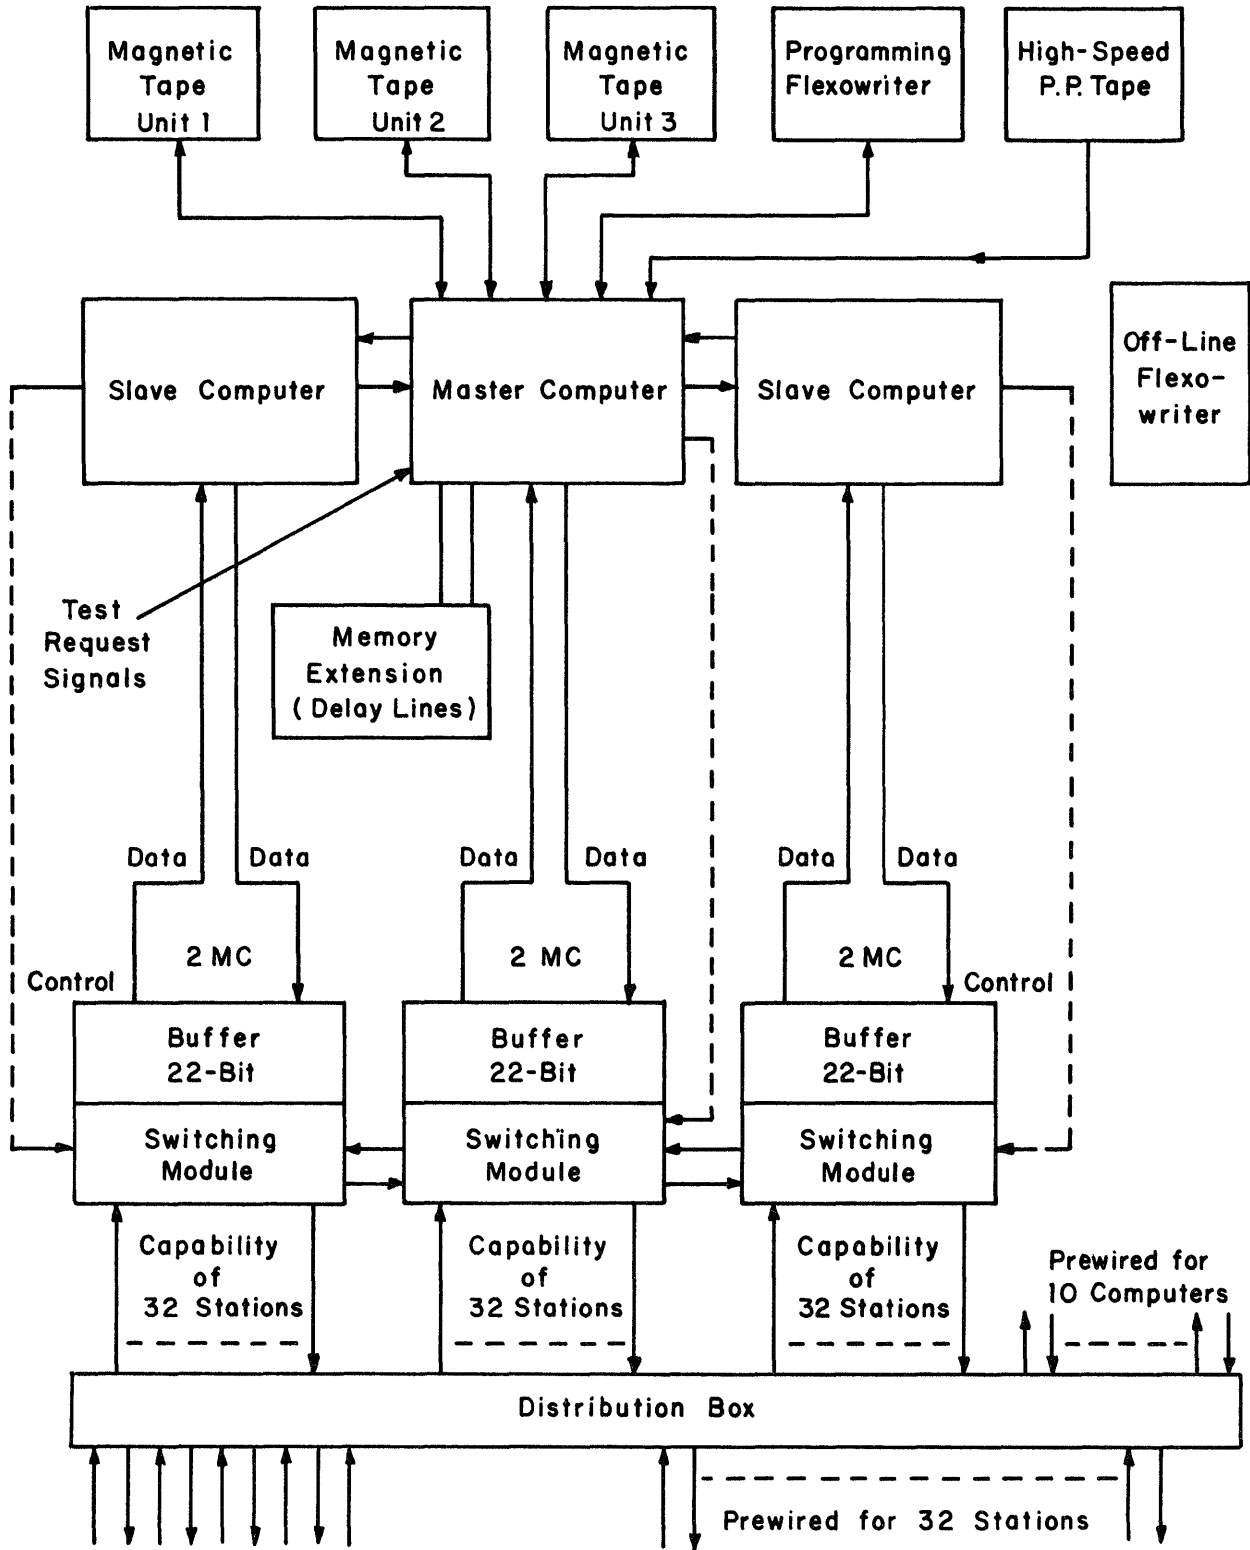 Magnetic
Tape
Unit 1
Magnetic
Tape
Unit 2
Magnetic
Tape
Unit 3
Programming
Flexowriter
High-Speed
P.P. Tape
Slave Computer
Master Computer
Slave Computer
Off-Line
Flexo-
writer
Test
Request
Signals
Memory
Extension
(Delay Lines)
Data
Data
Data
Data
Data
Data
2 MC
2 MC
2 MC
Control
Control
Buffer
22-Bit
Buffer
22-Bit
Buffer
22-Bit
Switching
Module
Switching
Module
Switching
Module
Capability
of
32 Stations
Capability
of
32 Stations
Capability
of
32 Stations
Prewired for
10 Computers
Distribution Box
Prewired for 32 Stations